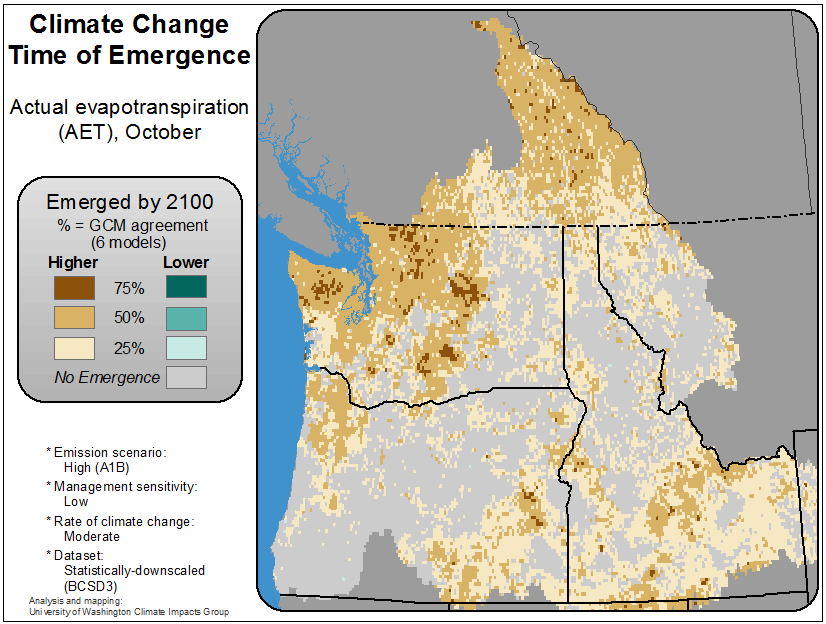 Climate Change
Time of Emergence
Actual evapotranspiration
(AET), October
Emerged by 2100
% = GCM agreement
(6 models)
Higher Lower
75%
50%
25%
No Emergence
* Emission scenario:
High (A1B)
* Management sensitivity:
Low
* Rate of climate change:
Moderate
* Dataset:
Statistically-downscaled
(BCSD3)
Analysis and mapping:
University of Washington Climate Impacts Group